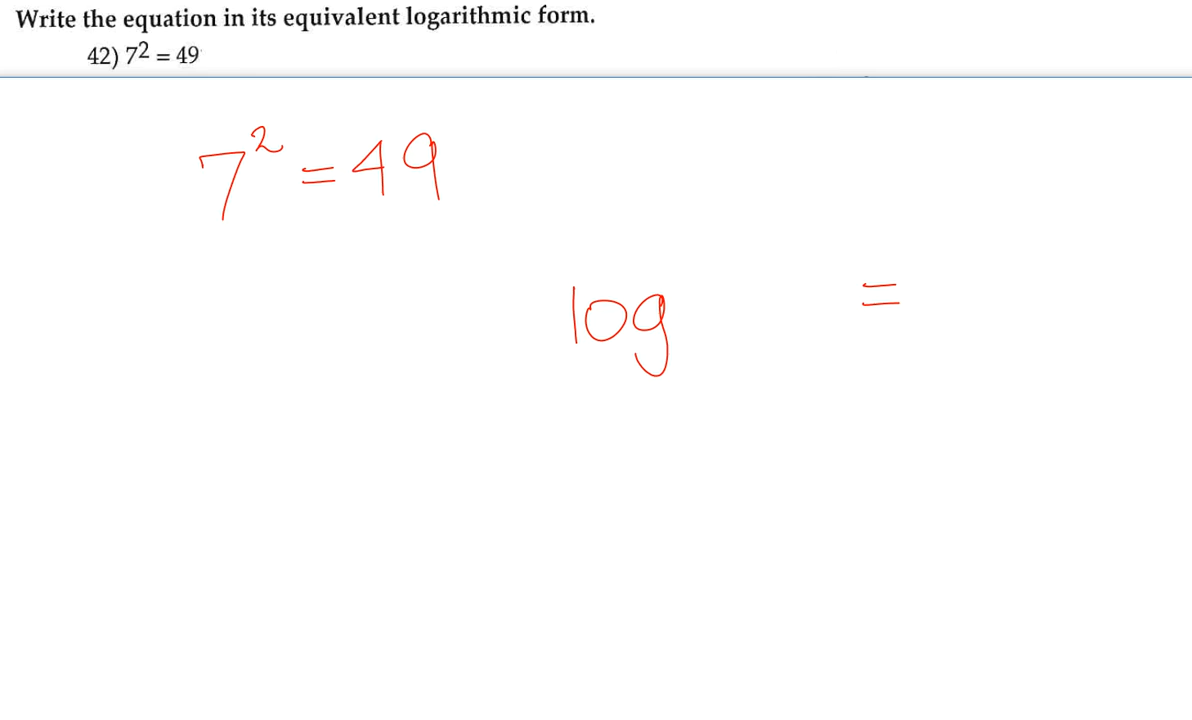 Write the equation in its equivalent logarithmic form.
42) 7² = 49
7² = 49
log =